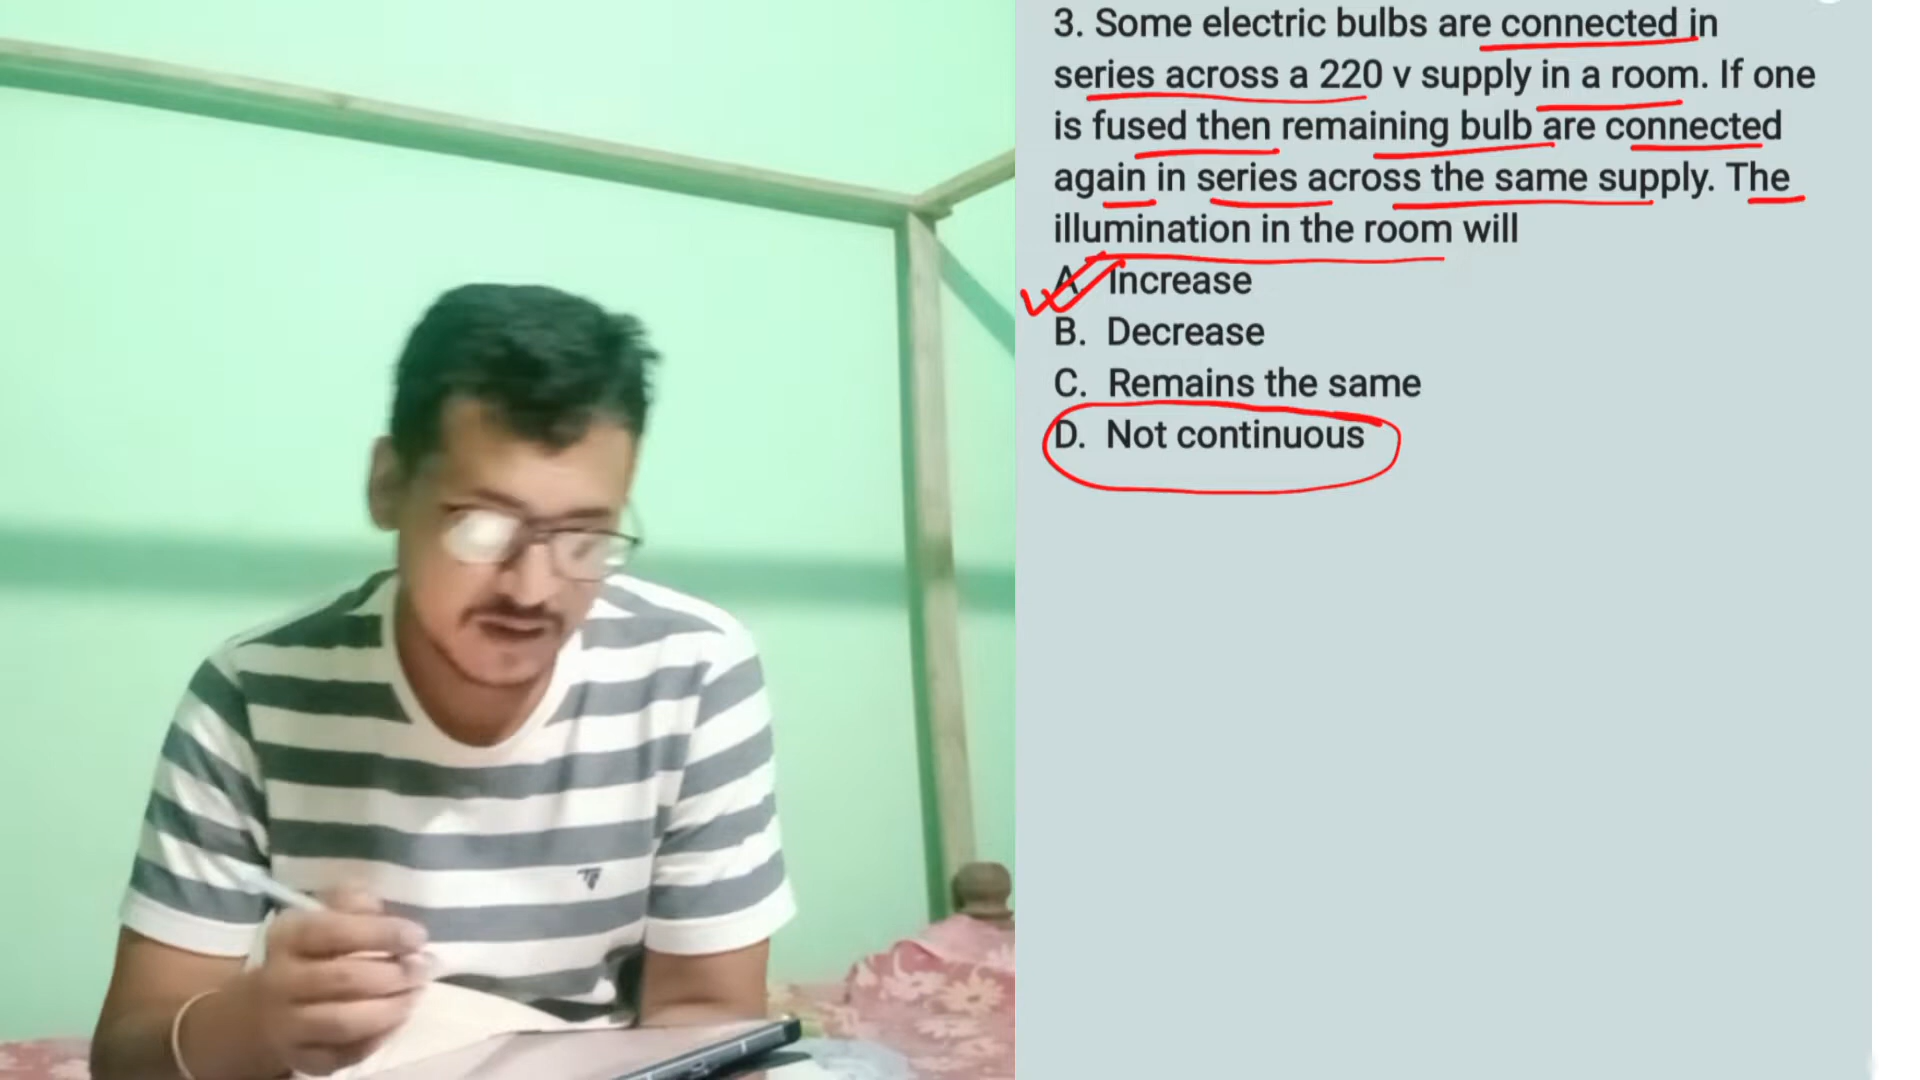 3. Some electric bulbs are connected in
series across a 220 v supply in a room. If one
is fused then remaining bulb are connected
again in series across the same supply. The
illumination in the room will
A. Increase
B. Decrease
C. Remains the same
D. Not continuous